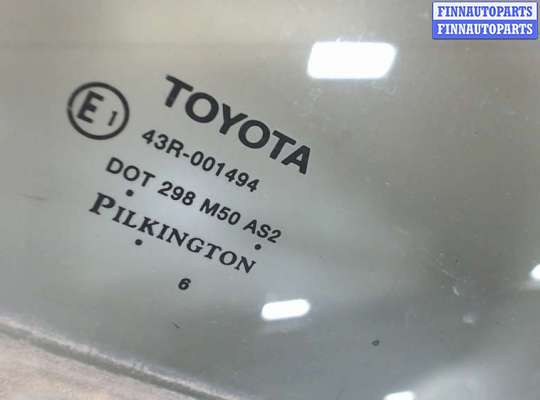 FINNAUTOPARTS
FINNAUTOPARTS
TOYOTA
E1
43R-001494
DOT 298 M50 AS2
PILKINGTON
6